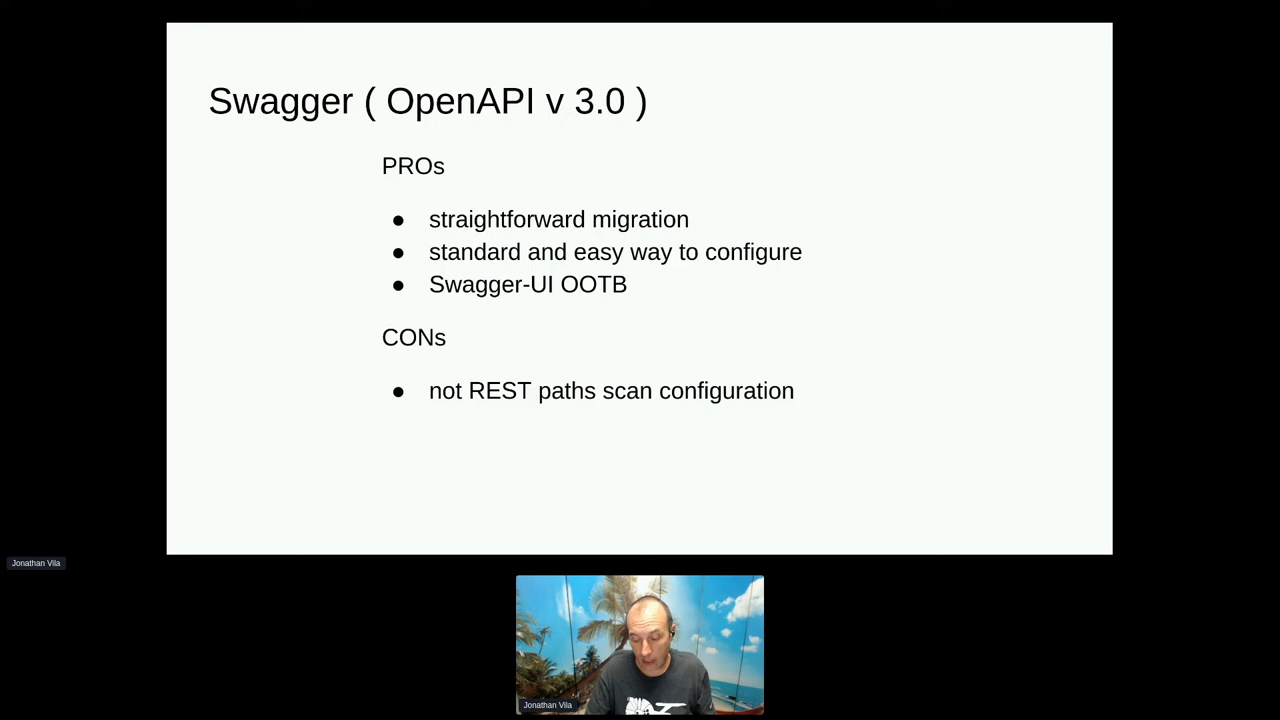 Swagger ( OpenAPI v 3.0 )
PROs
● straightforward migration
● standard and easy way to configure
● Swagger-UI OOTB
CONs
● not REST paths scan configuration
Jonathan Vila
Jonathan Vila